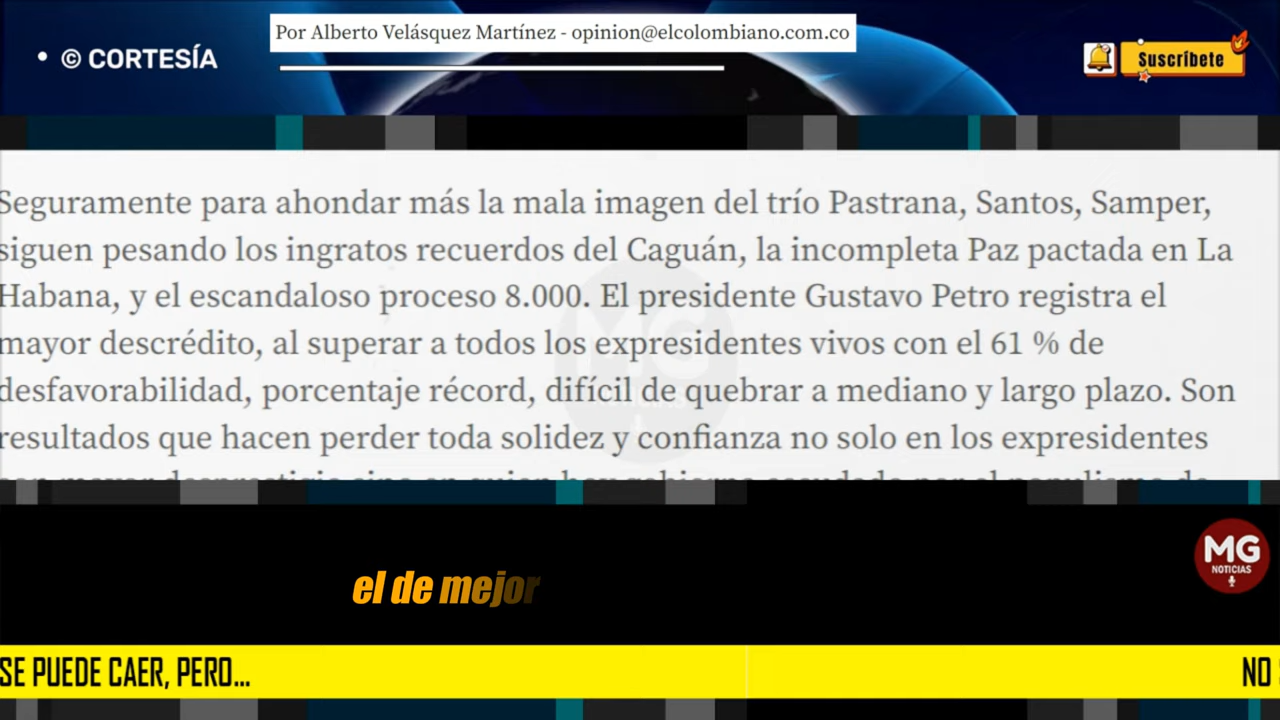 Por Alberto Velásquez Martínez - opinion@elcolombiano.com.co
• © CORTESÍA
Suscríbete
Seguramente para ahondar más la mala imagen del trío Pastrana, Santos, Samper,
siguen pesando los ingratos recuerdos del Caguán, la incompleta Paz pactada en La
Habana, y el escandaloso proceso 8.000. El presidente Gustavo Petro registra el
mayor descrédito, al superar a todos los expresidentes vivos con el 61 % de
desfavorabilidad, porcentaje récord, difícil de quebrar a mediano y largo plazo. Son
resultados que hacen perder toda solidez y confianza no solo en los expresidentes
MG
NOTICIAS
el de mejor
SE PUEDE CAER, PERO...
NO